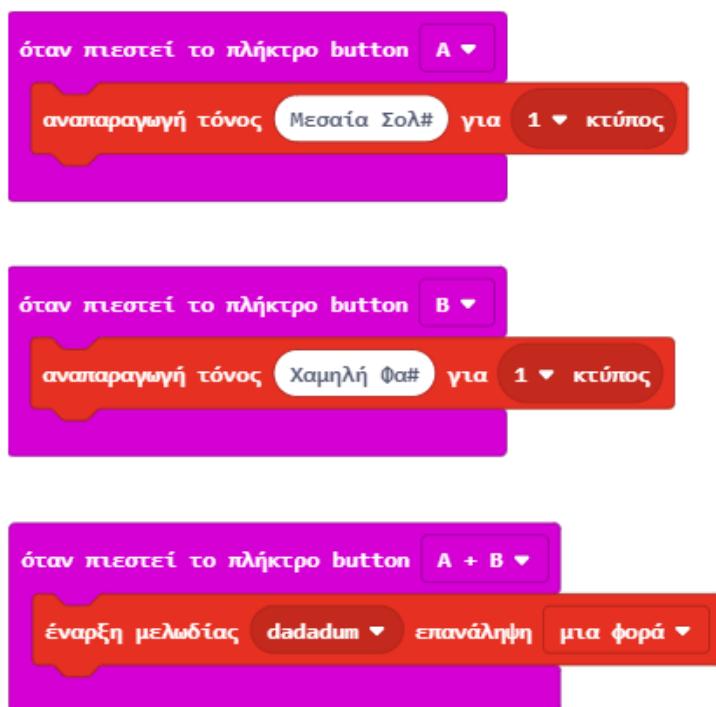 όταν πιεστεί το πλήκτρο button A
αναπαραγωγή τόνος Μεσαία Σολ# για 1 κτύπος
όταν πιεστεί το πλήκτρο button B
αναπαραγωγή τόνος Χαμηλή Φα# για 1 κτύπος
όταν πιεστεί το πλήκτρο button A + B
έναρξη μελωδίας dadadum επανάληψη μια φορά